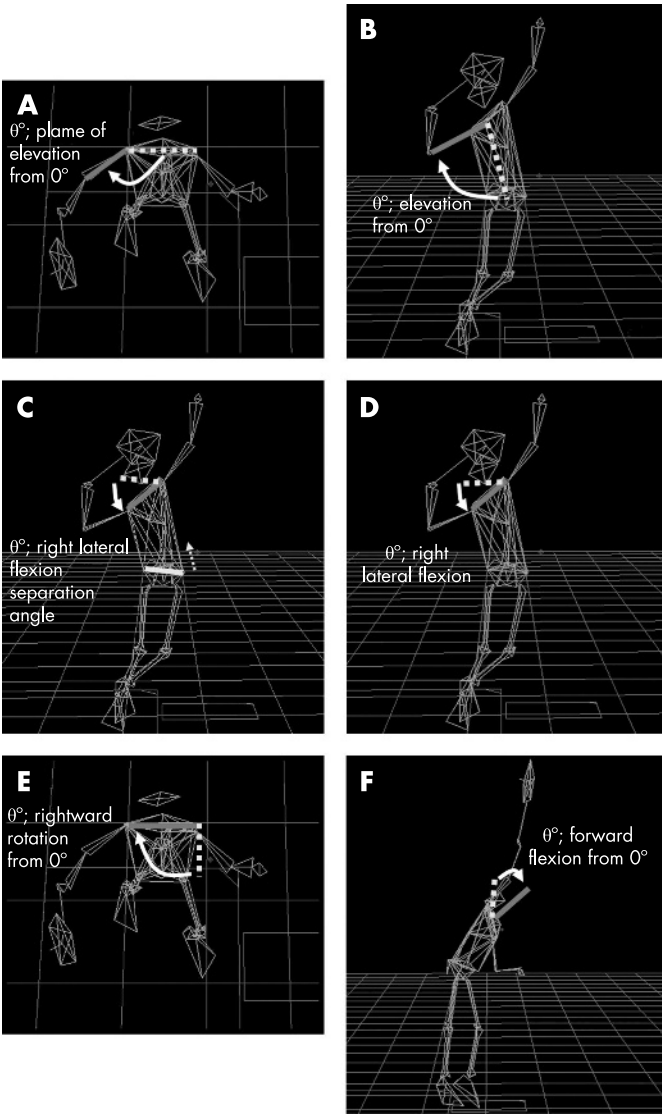 A
θ°; plame of
elevation
from 0°
B
θ°; elevation
from 0°
C
θ°; right lateral
flexion
separation
angle
D
θ°; right
lateral flexion
E
θ°; rightward
rotation
from 0°
F
θ°; forward
flexion from 0°